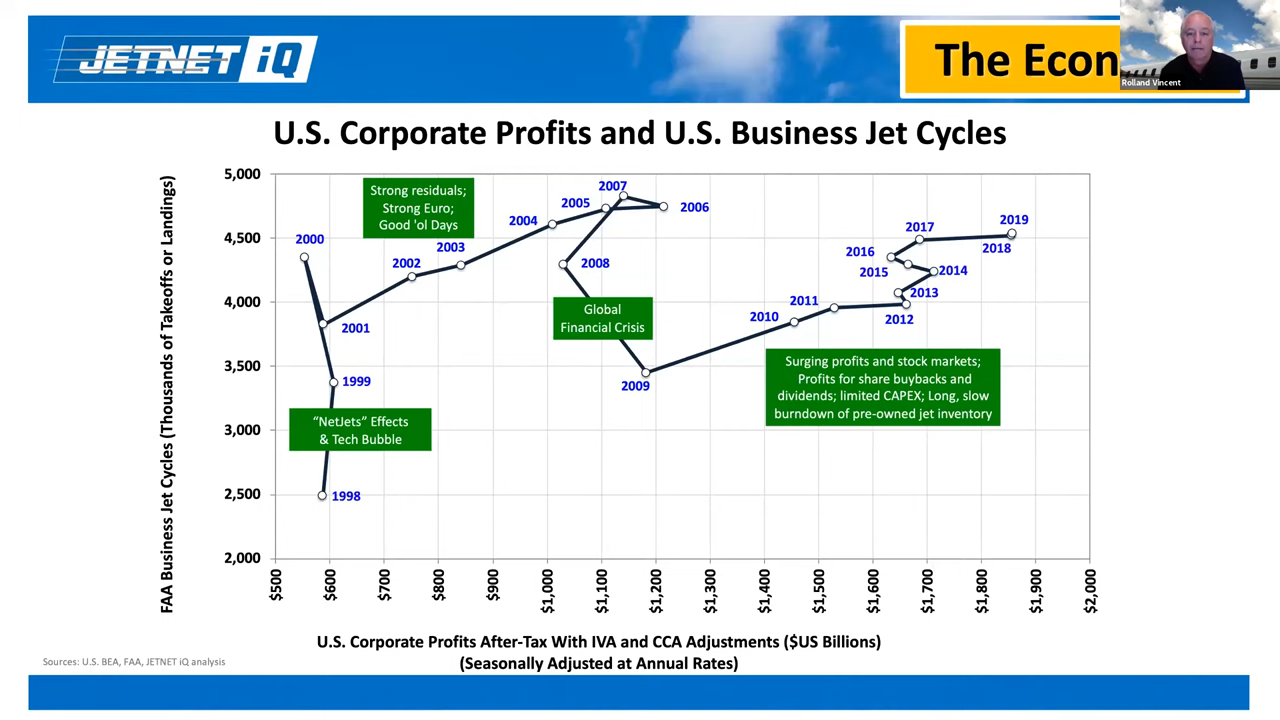 JETNET iQ
The Econ
Rolland Vincent
U.S. Corporate Profits and U.S. Business Jet Cycles
FAA Business Jet Cycles (Thousands of Takeoffs or Landings)
5,000
4,500
4,000
3,500
3,000
2,500
2,000
Strong residuals;
Strong Euro;
Good 'ol Days
2000
2001
1999
1998
2002
2003
2004
2005
2007
2006
2008
2009
2010
2011
2012
2013
2014
2015
2016
2017
2018
2019
Global
Financial Crisis
“NetJets” Effects
& Tech Bubble
Surging profits and stock markets;
Profits for share buybacks and
dividends; limited CAPEX; Long, slow
burndown of pre-owned jet inventory
$500
$600
$700
$800
$900
$1,000
$1,100
$1,200
$1,300
$1,400
$1,500
$1,600
$1,700
$1,800
$1,900
$2,000
U.S. Corporate Profits After-Tax With IVA and CCA Adjustments ($US Billions)
(Seasonally Adjusted at Annual Rates)
Sources: U.S. BEA, FAA, JETNET iQ analysis